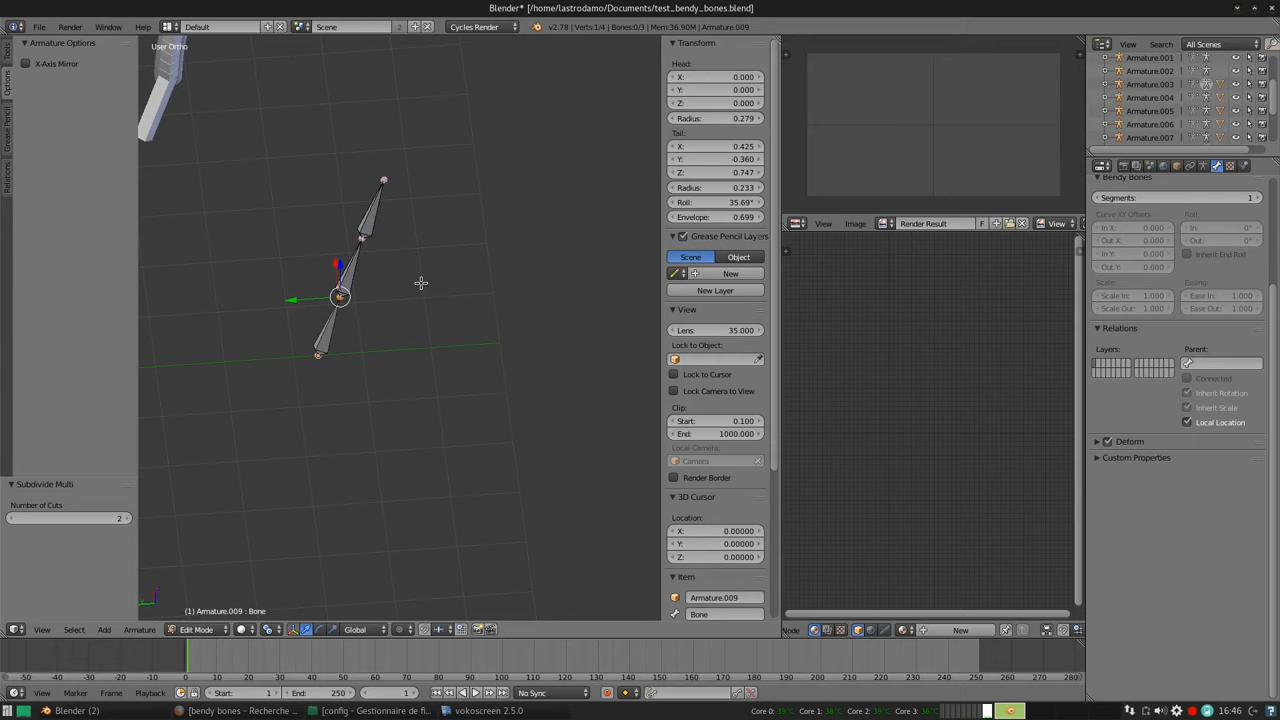 Blender* [/home/lastrodamo/Documents/test_bendy_bones.blend]
File Render Window Help Default Scene 2 Cycles Render v2.78 | Verts:1/4 | Bones:0/3 | Mem:36.90M | Armature.009
Armature Options
X-Axis Mirror
Tools
Options
Grease Pencil
Relations
Subdivide Multi
Number of Cuts
2
User Ortho
(1) Armature.009 : Bone
Transform
Head:
X: 0.000
Y: 0.000
Z: 0.000
Radius: 0.279
Tail:
X: 0.425
Y: -0.360
Z: 0.747
Radius: 0.233
Roll: 35.69°
Envelope: 0.699
Grease Pencil Layers
Scene Object
New
New Layer
View
Lens: 35.000
Lock to Object:
Lock to Cursor
Lock Camera to View
Clip:
Start: 0.100
End: 1000.000
Local Camera:
Camera
Render Border
3D Cursor
Location:
X: 0.00000
Y: 0.00000
Z: 0.00000
Item
Armature.009
Bone
View Image Render Result F View
View Search All Scenes
Armature.001
Armature.002
Armature.003
Armature.004
Armature.005
Armature.006
Armature.007
Bendy Bones
Segments: 1
Curve XY Offsets: Roll:
In X: 0.000 In: 0°
Out X: 0.000 Out: 0°
In Y: 0.000 Inherit End Roll
Out Y: 0.000
Scale: Easing:
Scale In: 1.000 Ease In: 1.000
Scale Out: 1.000 Ease Out: 1.000
Relations
Layers: Parent:
Connected
Inherit Rotation
Inherit Scale
Local Location
Deform
Custom Properties
View Select Add Armature Edit Mode Global
Node New
-50 -40 -30 -20 -10 0 10 20 30 40 50 60 70 80 90 100 110 120 130 140 150 160 170 180 190 200 210 220 230 240 250 260 270 280
View Marker Frame Playback Start: 1 End: 250 1 No Sync
Blender (2) [bendy bones - Recherche ... [config - Gestionnaire de fi... vokoscreen 2.5.0 Core 0: 39°C Core 1: 38°C Core 2: 39°C Core 3: 36°C 16:46